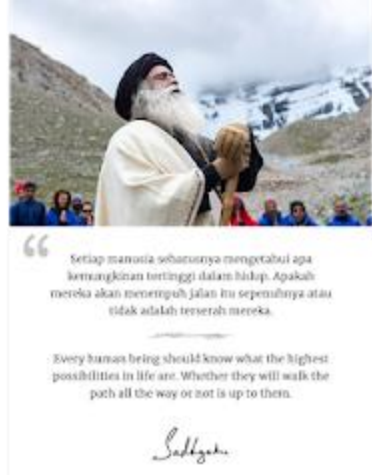 Setiap manusia seharusnya mengetahui apa
kemungkinan tertinggi dalam hidup. Apakah
mereka akan menempuh jalan itu sepenuhnya atau
tidak adalah terserah mereka.
Every human being should know what the highest
possibilities in life are. Whether they will walk the
path all the way or not is up to them.
Sadhguru